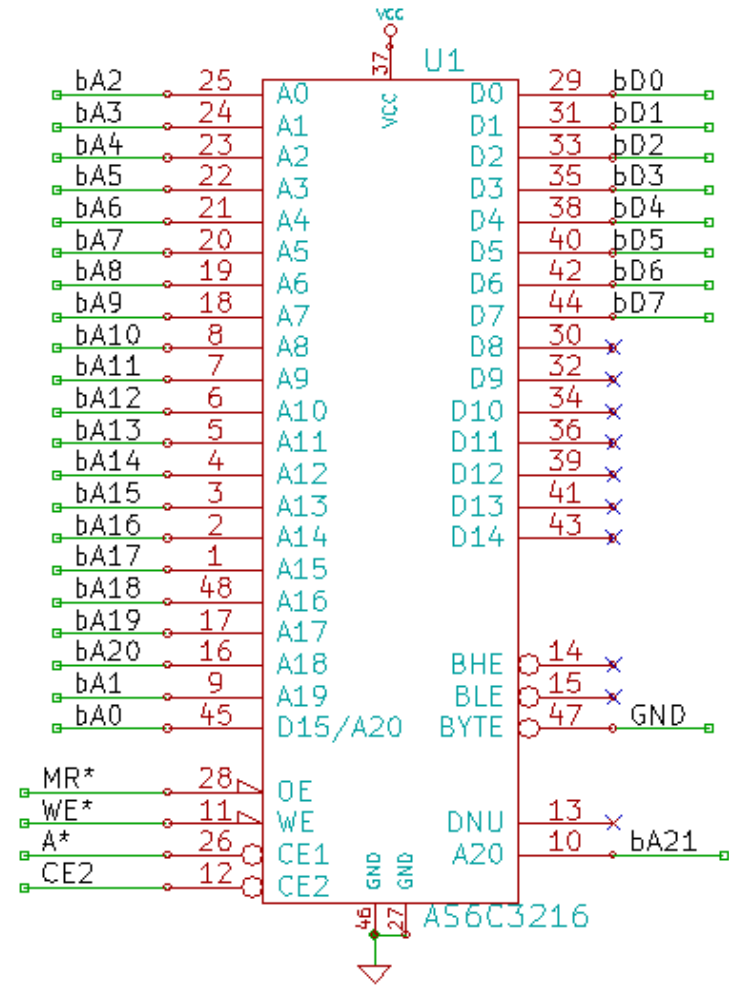 VCC
37
U1
bA2 25 A0 VCC D0 29 bD0
bA3 24 A1 D1 31 bD1
bA4 23 A2 D2 33 bD2
bA5 22 A3 D3 35 bD3
bA6 21 A4 D4 38 bD4
bA7 20 A5 D5 40 bD5
bA8 19 A6 D6 42 bD6
bA9 18 A7 D7 44 bD7
bA10 8 A8 D8 30
bA11 7 A9 D9 32
bA12 6 A10 D10 34
bA13 5 A11 D11 36
bA14 4 A12 D12 39
bA15 3 A13 D13 41
bA16 2 A14 D14 43
bA17 1 A15
bA18 48 A16
bA19 17 A17
bA20 16 A18 BHE 14
bA1 9 A19 BLE 15
bA0 45 D15/A20 BYTE 47 GND
MR* 28 OE
WE* 11 WE DNU 13
A* 26 CE1 A20 10 bA21
CE2 12 CE2 GND GND
46 27 AS6C3216